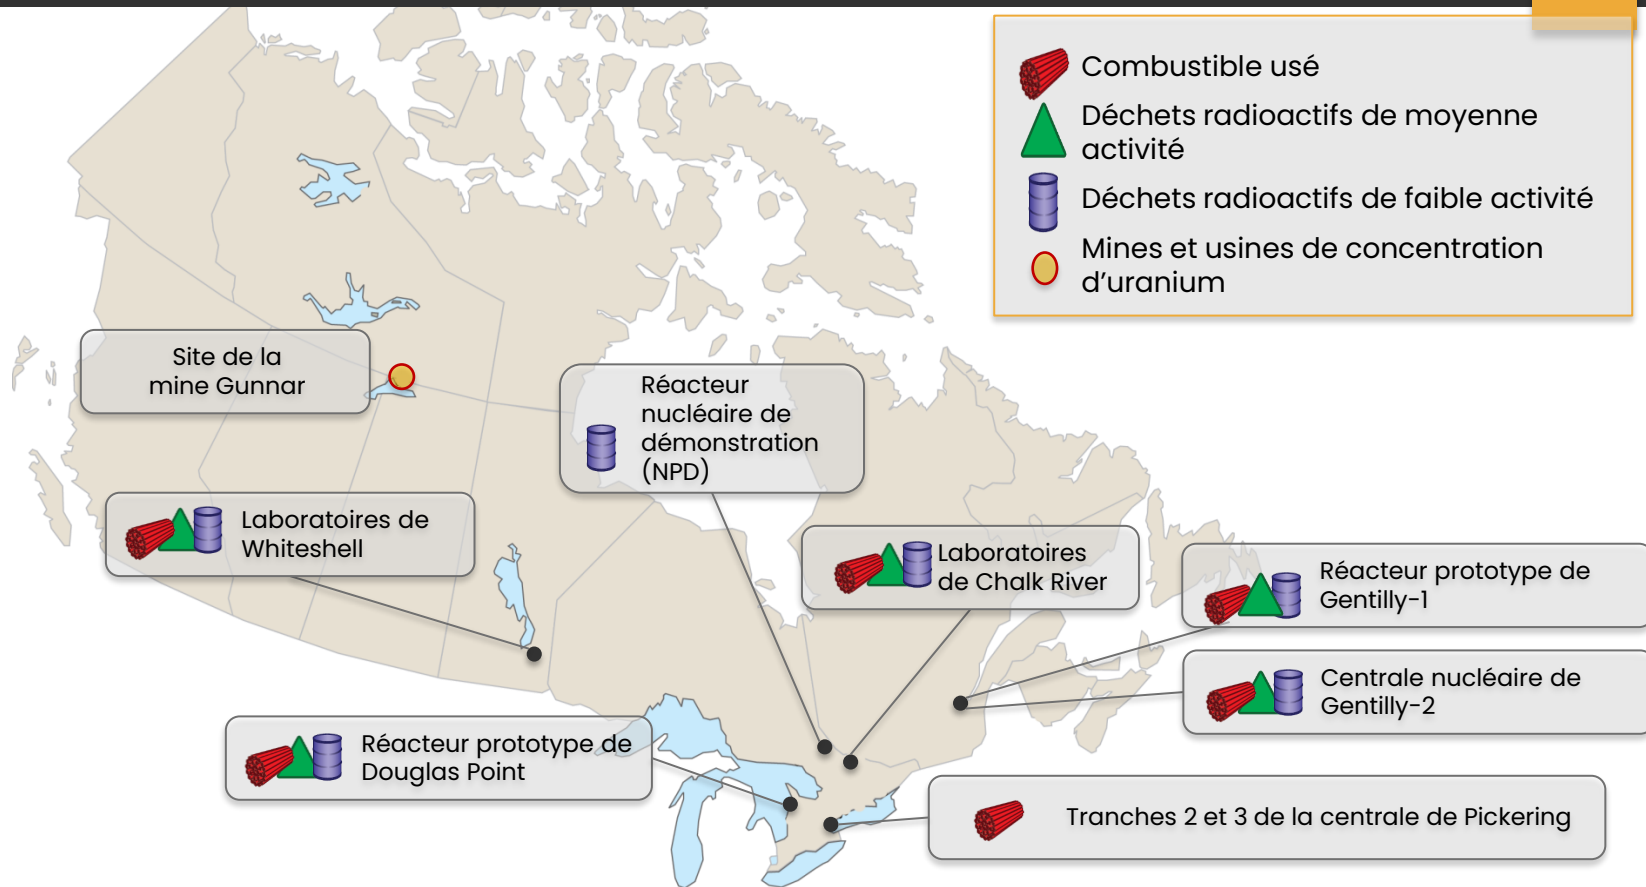 Combustible usé
Déchets radioactifs de moyenne
activité
Déchets radioactifs de faible activité
Mines et usines de concentration
d’uranium
Site de la
mine Gunnar
Réacteur
nucléaire de
démonstration
(NPD)
Laboratoires de
Whiteshell
Laboratoires
de Chalk River
Réacteur prototype de
Gentilly-1
Centrale nucléaire de
Gentilly-2
Réacteur prototype de
Douglas Point
Tranches 2 et 3 de la centrale de Pickering